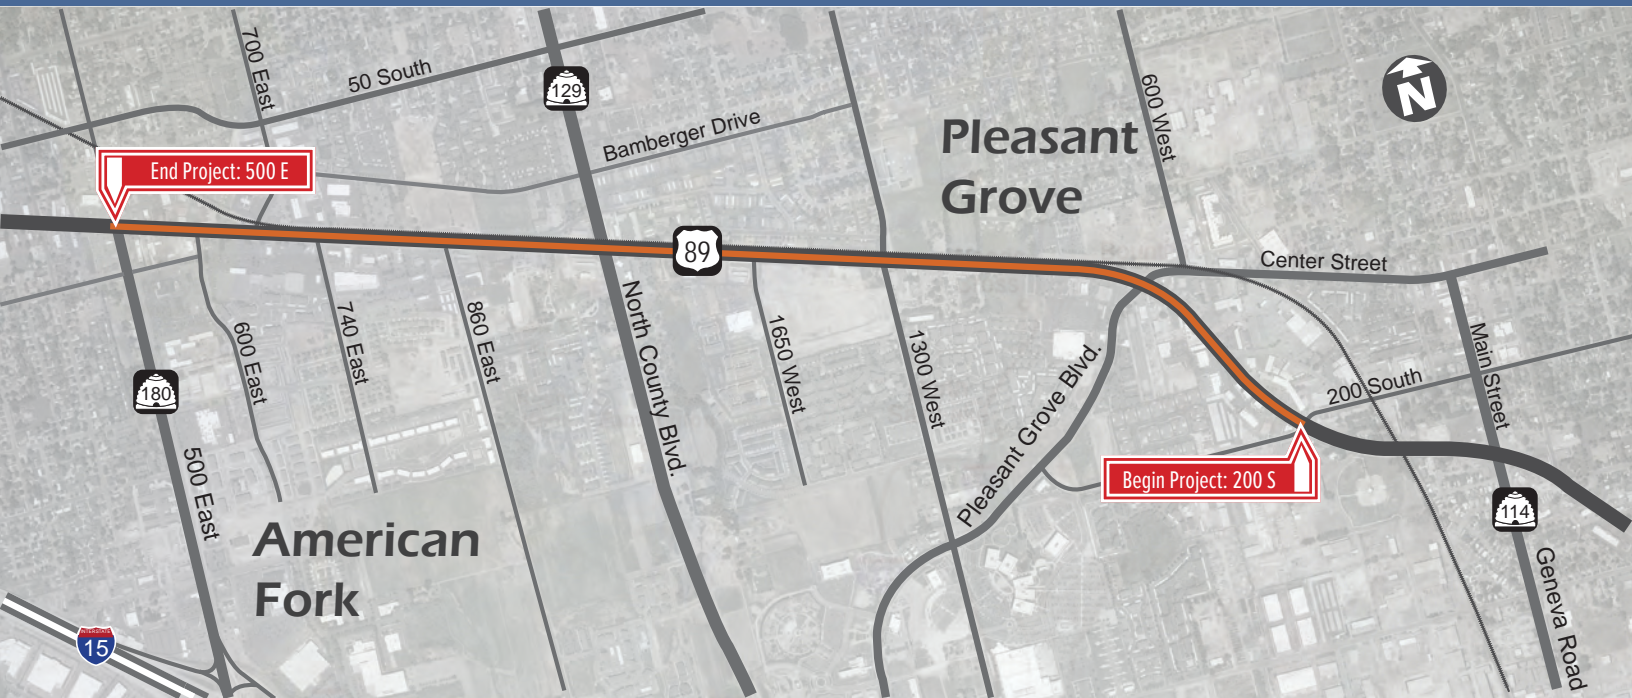 700 East
50 South
129
Bamberger Drive
600 West
N
Pleasant
Grove
End Project: 500 E
89
Center Street
600 East
740 East
860 East
North County Blvd.
1650 West
1300 West
Pleasant Grove Blvd.
200 South
Main Street
180
500 East
Begin Project: 200 S
114
Geneva Road
American
Fork
INTERSTATE
15